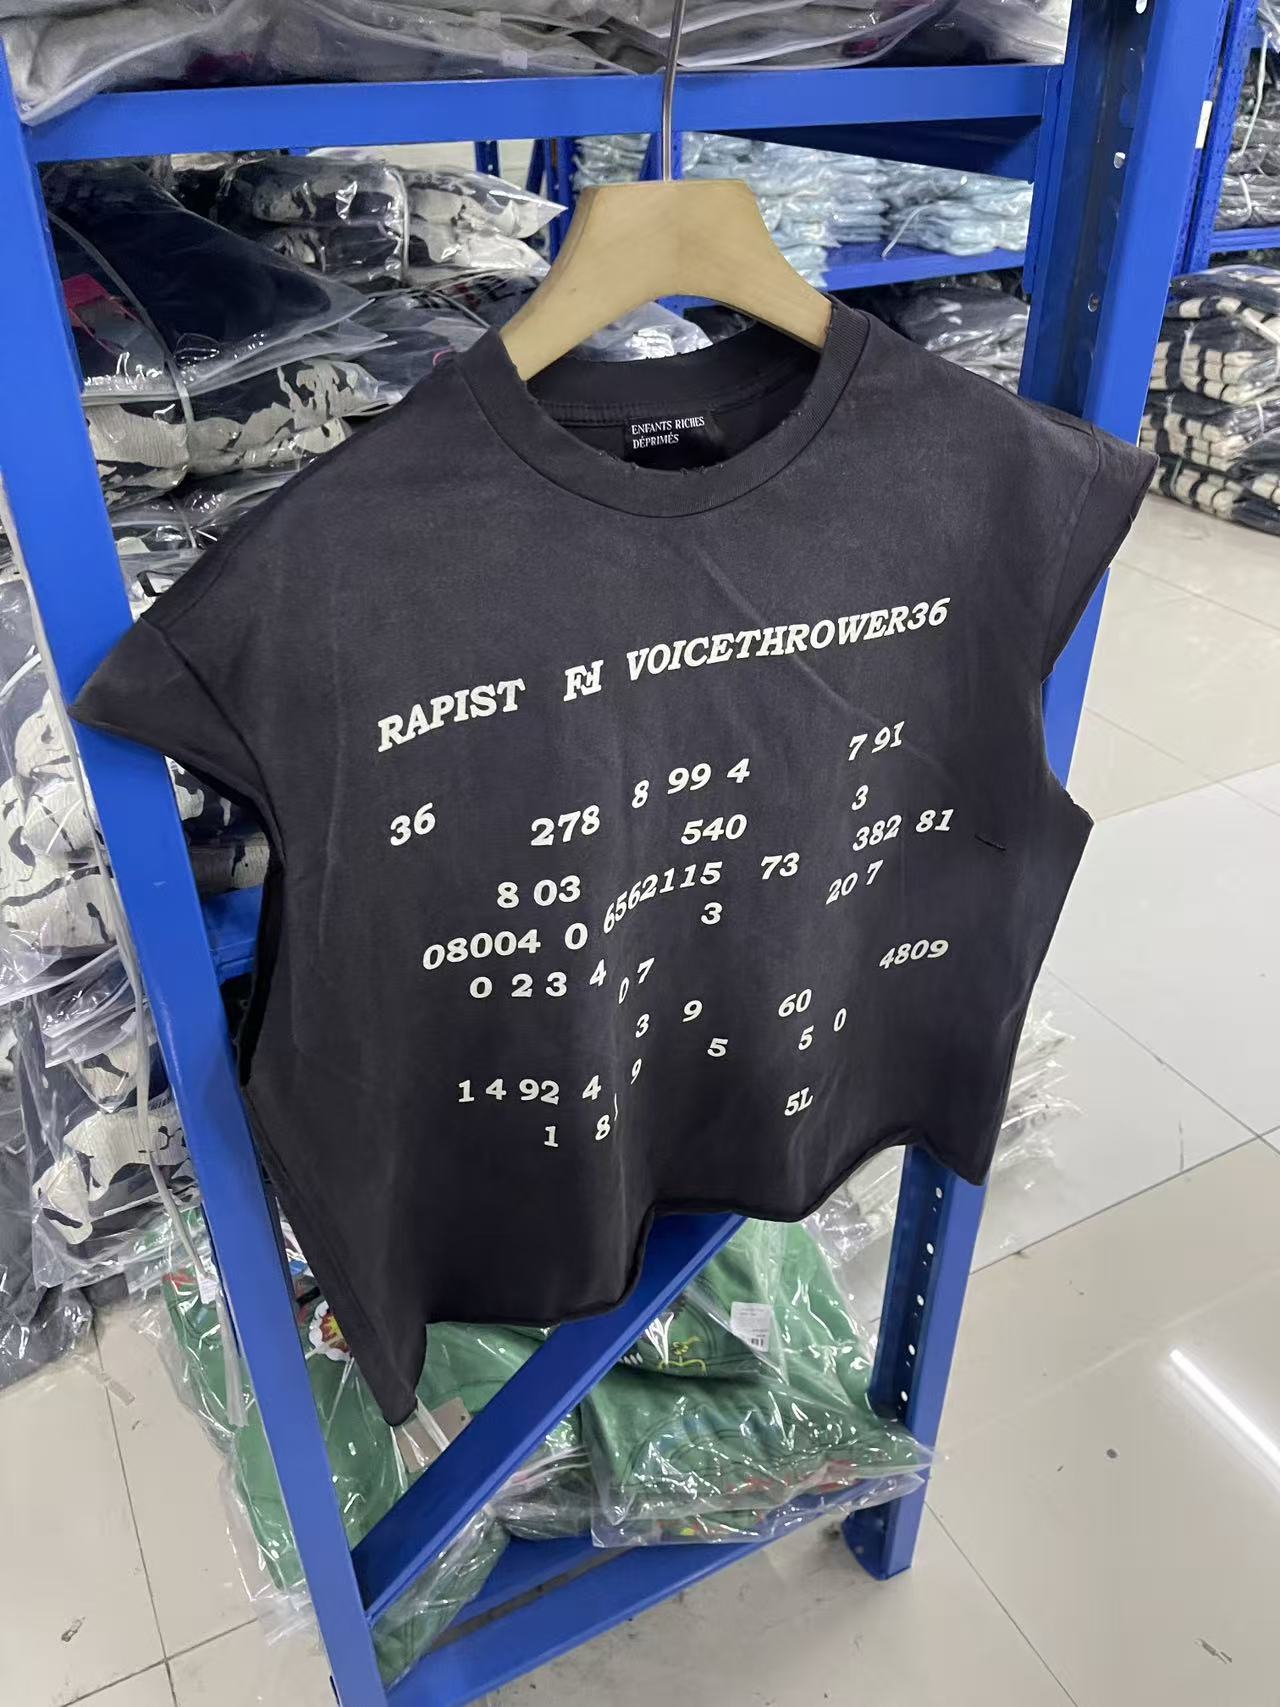 ENFANTS RICHES
DÉPRIMÉS
RAPIST VOICETHROWER36
36 278 8 99 4 7 91
540 3
382 81
8 03 6562115 73 20 7
08004 0 3
0 2 3 4 0 7 4809
3 9 60
5 5 0
1 4 92 4 9
1 8 5L